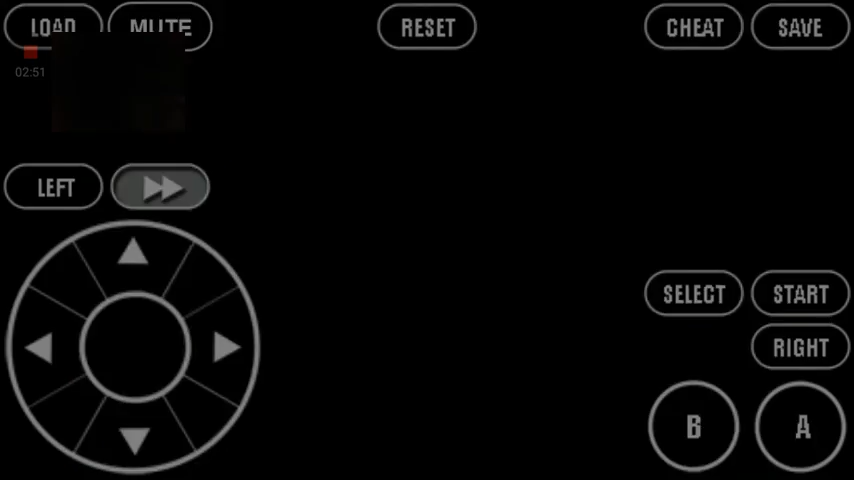 LOAD MUTE RESET CHEAT SAVE
02:51
LEFT
SELECT START
RIGHT
B A